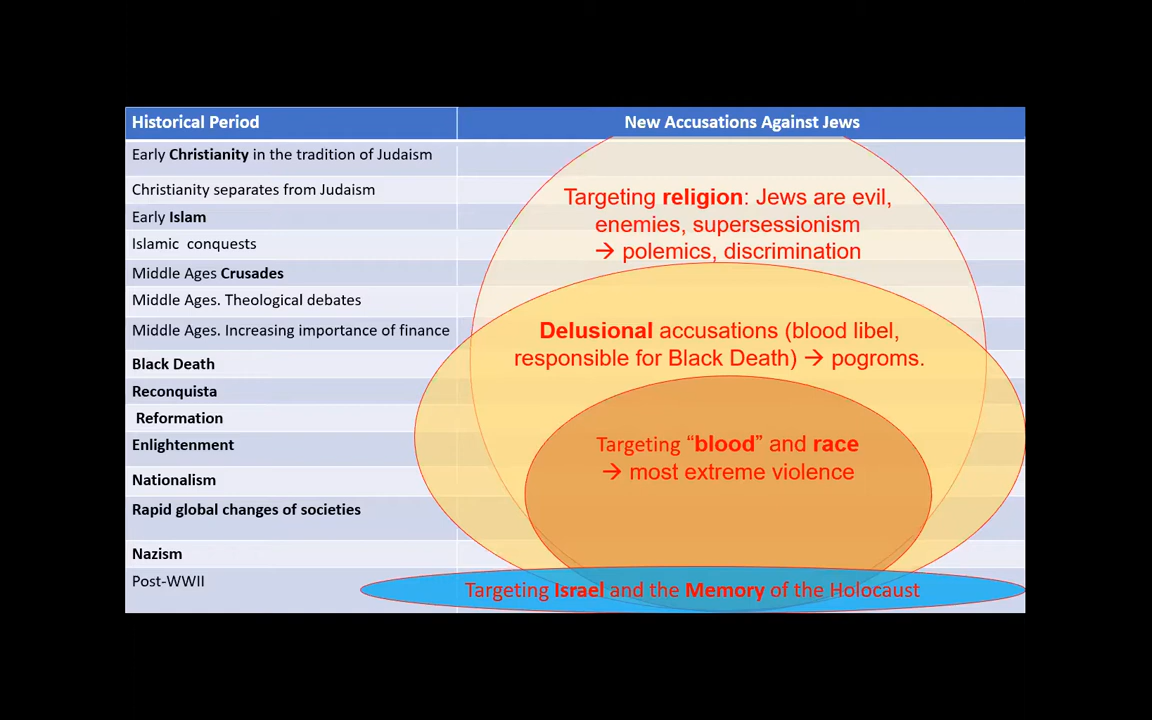 Historical Period
New Accusations Against Jews
Early Christianity in the tradition of Judaism
Christianity separates from Judaism
Early Islam
Islamic conquests
Middle Ages Crusades
Middle Ages. Theological debates
Middle Ages. Increasing importance of finance
Black Death
Reconquista
Reformation
Enlightenment
Nationalism
Rapid global changes of societies
Nazism
Post-WWII
Targeting religion: Jews are evil,
enemies, supersessionism
→ polemics, discrimination
Delusional accusations (blood libel,
responsible for Black Death) → pogroms.
Targeting “blood” and race
→ most extreme violence
Targeting Israel and the Memory of the Holocaust